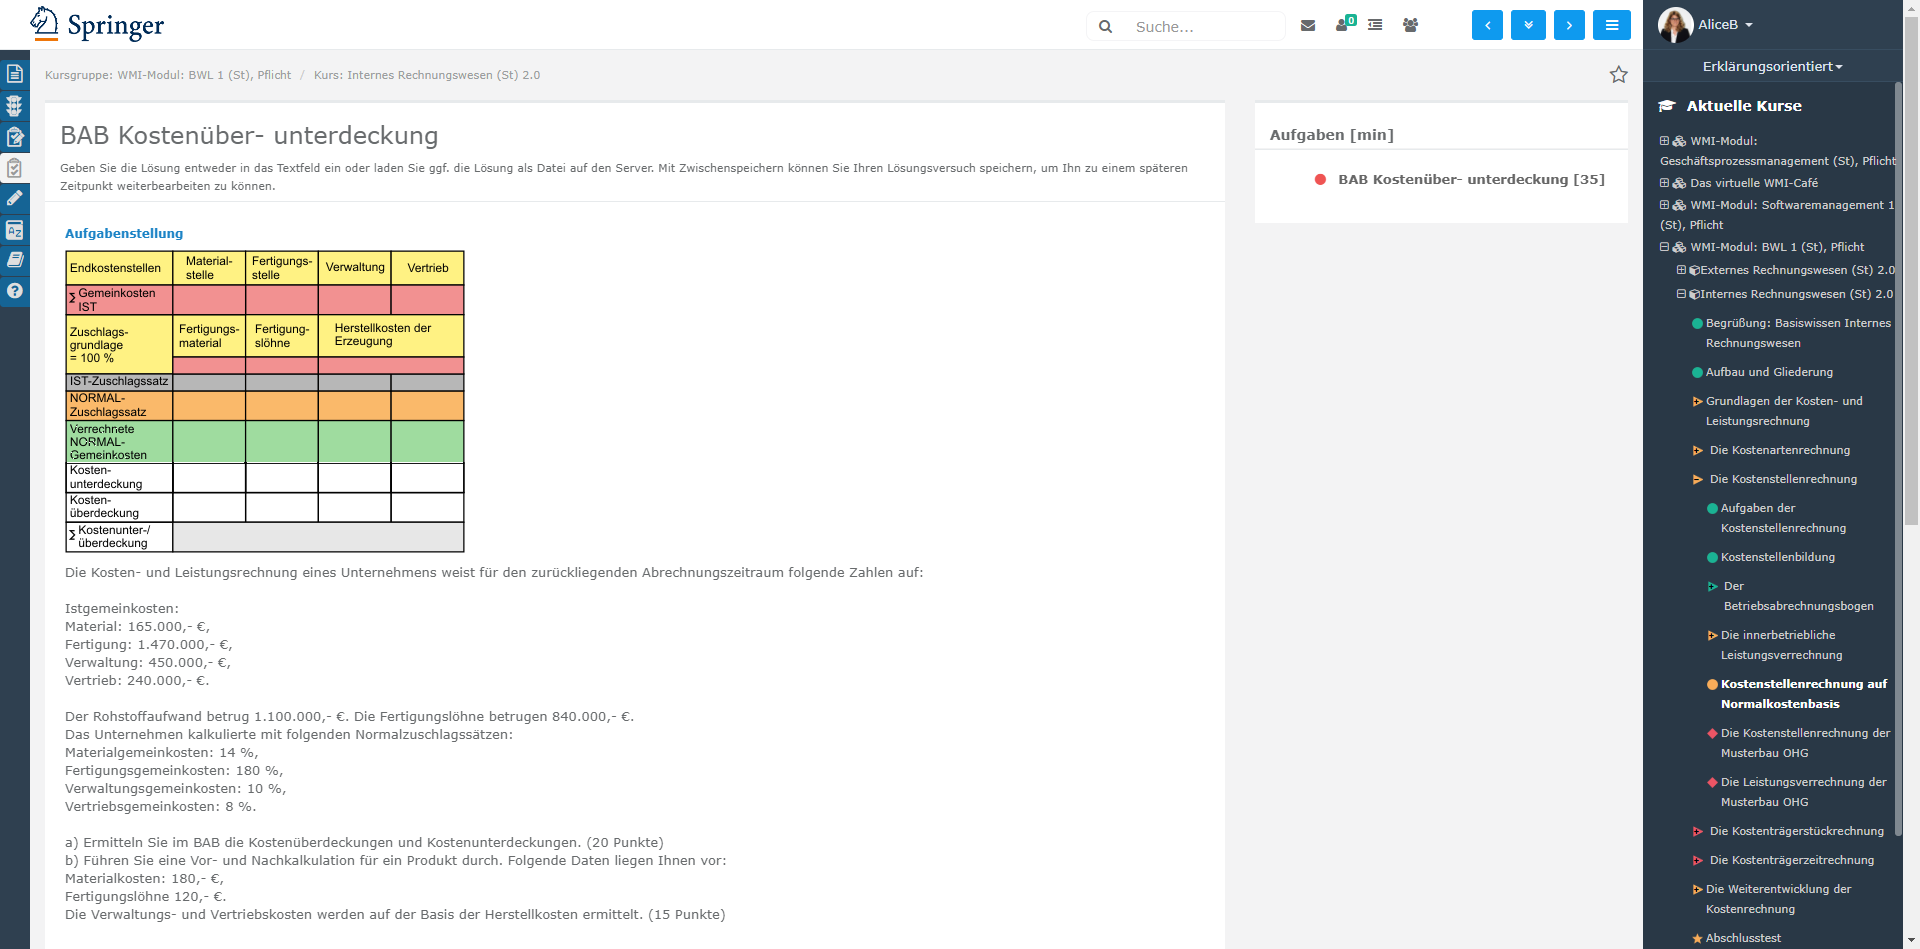 Springer
Suche...
0
AliceB
Erklärungsorientiert
Kursgruppe: WMI-Modul: BWL 1 (St), Pflicht / Kurs: Internes Rechnungswesen (St) 2.0
BAB Kostenüber- unterdeckung
Geben Sie die Lösung entweder in das Textfeld ein oder laden Sie ggf. die Lösung als Datei auf den Server. Mit Zwischenspeichern können Sie Ihren Lösungsversuch speichern, um Ihn zu einem späteren
Zeitpunkt weiterbearbeiten zu können.
Aufgabenstellung
Endkostenstellen
Material-
stelle
Fertigungs-
stelle
Verwaltung
Vertrieb
∑ Gemeinkosten
IST
Zuschlags-
grundlage
= 100 %
Fertigungs-
material
Fertigung-
slöhne
Herstellkosten der
Erzeugung
IST-Zuschlagssatz
NORMAL-
Zuschlagssatz
Verrechnete
NORMAL-
Gemeinkosten
Kosten-
unterdeckung
Kosten-
überdeckung
∑ Kostenunter-/
überdeckung
Die Kosten- und Leistungsrechnung eines Unternehmens weist für den zurückliegenden Abrechnungszeitraum folgende Zahlen auf:
Istgemeinkosten:
Material: 165.000,- €,
Fertigung: 1.470.000,- €,
Verwaltung: 450.000,- €,
Vertrieb: 240.000,- €.
Der Rohstoffaufwand betrug 1.100.000,- €. Die Fertigungslöhne betrugen 840.000,- €.
Das Unternehmen kalkulierte mit folgenden Normalzuschlagssätzen:
Materialgemeinkosten: 14 %,
Fertigungsgemeinkosten: 180 %,
Verwaltungsgemeinkosten: 10 %,
Vertriebsgemeinkosten: 8 %.
a) Ermitteln Sie im BAB die Kostenüberdeckungen und Kostenunterdeckungen. (20 Punkte)
b) Führen Sie eine Vor- und Nachkalkulation für ein Produkt durch. Folgende Daten liegen Ihnen vor:
Materialkosten: 180,- €,
Fertigungslöhne 120,- €.
Die Verwaltungs- und Vertriebskosten werden auf der Basis der Herstellkosten ermittelt. (15 Punkte)
Aufgaben [min]
BAB Kostenüber- unterdeckung [35]
Aktuelle Kurse
WMI-Modul:
Geschäftsprozessmanagement (St), Pflicht
Das virtuelle WMI-Café
WMI-Modul: Softwaremanagement 1
(St), Pflicht
WMI-Modul: BWL 1 (St), Pflicht
Externes Rechnungswesen (St) 2.0
Internes Rechnungswesen (St) 2.0
Begrüßung: Basiswissen Internes
Rechnungswesen
Aufbau und Gliederung
Grundlagen der Kosten- und
Leistungsrechnung
Die Kostenartenrechnung
Die Kostenstellenrechnung
Aufgaben der
Kostenstellenrechnung
Kostenstellenbildung
Der
Betriebsabrechnungsbogen
Die innerbetriebliche
Leistungsverrechnung
Kostenstellenrechnung auf
Normalkostenbasis
Die Kostenstellenrechnung der
Musterbau OHG
Die Leistungsverrechnung der
Musterbau OHG
Die Kostenträgerstückrechnung
Die Kostenträgerzeitrechnung
Die Weiterentwicklung der
Kostenrechnung
Abschlusstest